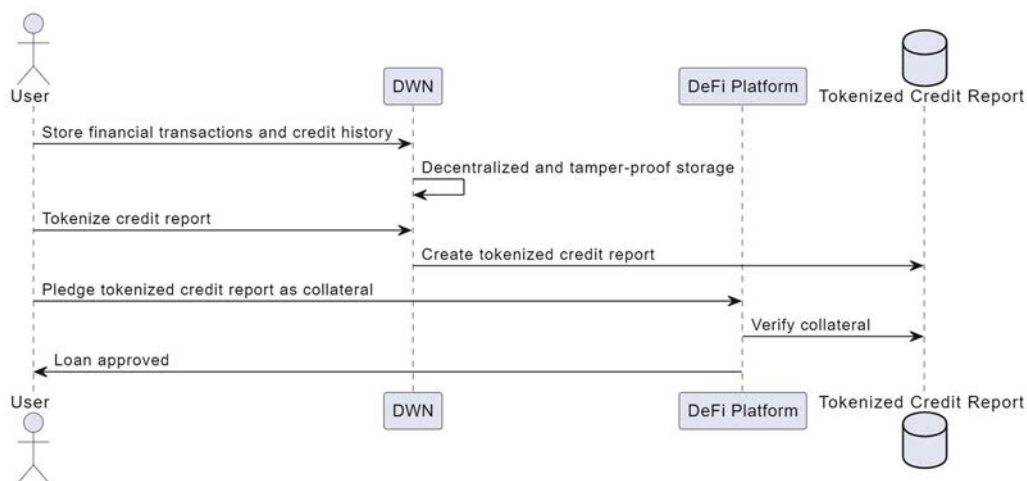 User
DWN
DeFi Platform
Tokenized Credit Report
Store financial transactions and credit history
Decentralized and tamper-proof storage
Tokenize credit report
Create tokenized credit report
Pledge tokenized credit report as collateral
Verify collateral
Loan approved
User
DWN
DeFi Platform
Tokenized Credit Report